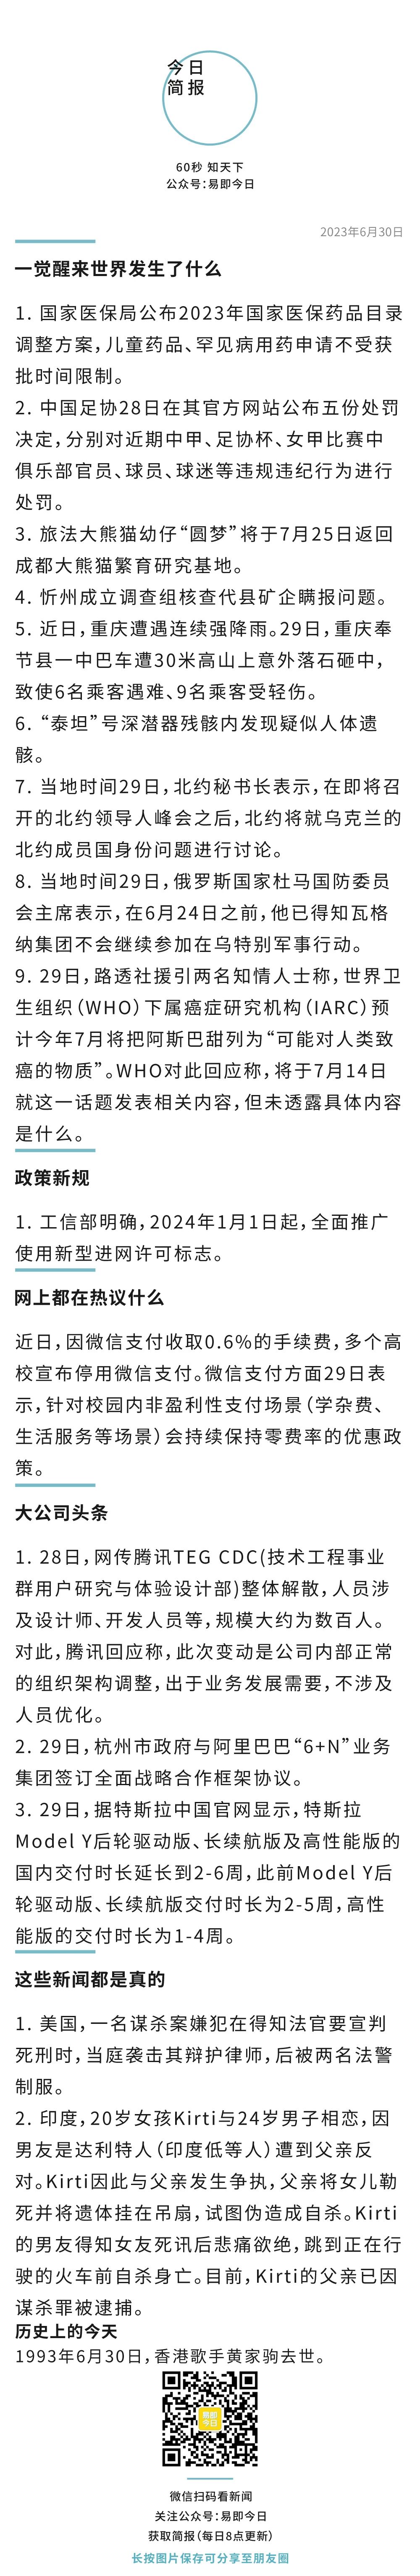 今日
简报
60秒 知天下
公众号:易即今日
2023年6月30日
一觉醒来世界发生了什么
1. 国家医保局公布2023年国家医保药品目录
调整方案,儿童药品、罕见病用药申请不受获
批时间限制。
2. 中国足协28日在其官方网站公布五份处罚
决定,分别对近期中甲、足协杯、女甲比赛中
俱乐部官员、球员、球迷等违规违纪行为进行
处罚。
3. 旅法大熊猫幼仔“圆梦”将于7月25日返回
成都大熊猫繁育研究基地。
4. 忻州成立调查组核查代县矿企瞒报问题。
5. 近日,重庆遭遇连续强降雨。29日,重庆奉
节县一中巴车遭30米高山上意外落石砸中,
致使6名乘客遇难、9名乘客受轻伤。
6. “泰坦”号深潜器残骸内发现疑似人体遗
骸。
7. 当地时间29日,北约秘书长表示,在即将召
开的北约领导人峰会之后,北约将就乌克兰的
北约成员国身份问题进行讨论。
8. 当地时间29日,俄罗斯国家杜马国防委员
会主席表示,在6月24日之前,他已得知瓦格
纳集团不会继续参加在乌特别军事行动。
9. 29日,路透社援引两名知情人士称,世界卫
生组织(WHO)下属癌症研究机构(IARC)预
计今年7月将把阿斯巴甜列为“可能对人类致
癌的物质”。WHO对此回应称,将于7月14日
就这一话题发表相关内容,但未透露具体内容
是什么。
政策新规
1. 工信部明确,2024年1月1日起,全面推广
使用新型进网许可标志。
网上都在热议什么
近日,因微信支付收取0.6%的手续费,多个高
校宣布停用微信支付。微信支付方面29日表
示,针对校园内非盈利性支付场景(学杂费、
生活服务等场景)会持续保持零费率的优惠政
策。
大公司头条
1. 28日,网传腾讯TEG CDC(技术工程事业
群用户研究与体验设计部)整体解散,人员涉
及设计师、开发人员等,规模大约为数百人。
对此,腾讯回应称,此次变动是公司内部正常
的组织架构调整,出于业务发展需要,不涉及
人员优化。
2. 29日,杭州市政府与阿里巴巴“6+N”业务
集团签订全面战略合作框架协议。
3. 29日,据特斯拉中国官网显示,特斯拉
Model Y后轮驱动版、长续航版及高性能版的
国内交付时长延长到2-6周,此前Model Y后
轮驱动版、长续航版交付时长为2-5周,高性
能版的交付时长为1-4周。
这些新闻都是真的
1. 美国,一名谋杀案嫌犯在得知法官要宣判
死刑时,当庭袭击其辩护律师,后被两名法警
制服。
2. 印度,20岁女孩Kirti与24岁男子相恋,因
男友是达利特人(印度低等人)遭到父亲反
对。Kirti因此与父亲发生争执,父亲将女儿勒
死并将遗体挂在吊扇,试图伪造成自杀。Kirti
的男友得知女友死讯后悲痛欲绝,跳到正在行
驶的火车前自杀身亡。目前,Kirti的父亲已因
谋杀罪被逮捕。
历史上的今天
1993年6月30日,香港歌手黄家驹去世。
易即
今日
微信扫码看新闻
关注公众号:易即今日
获取简报(每日8点更新)
长按图片保存可分享至朋友圈